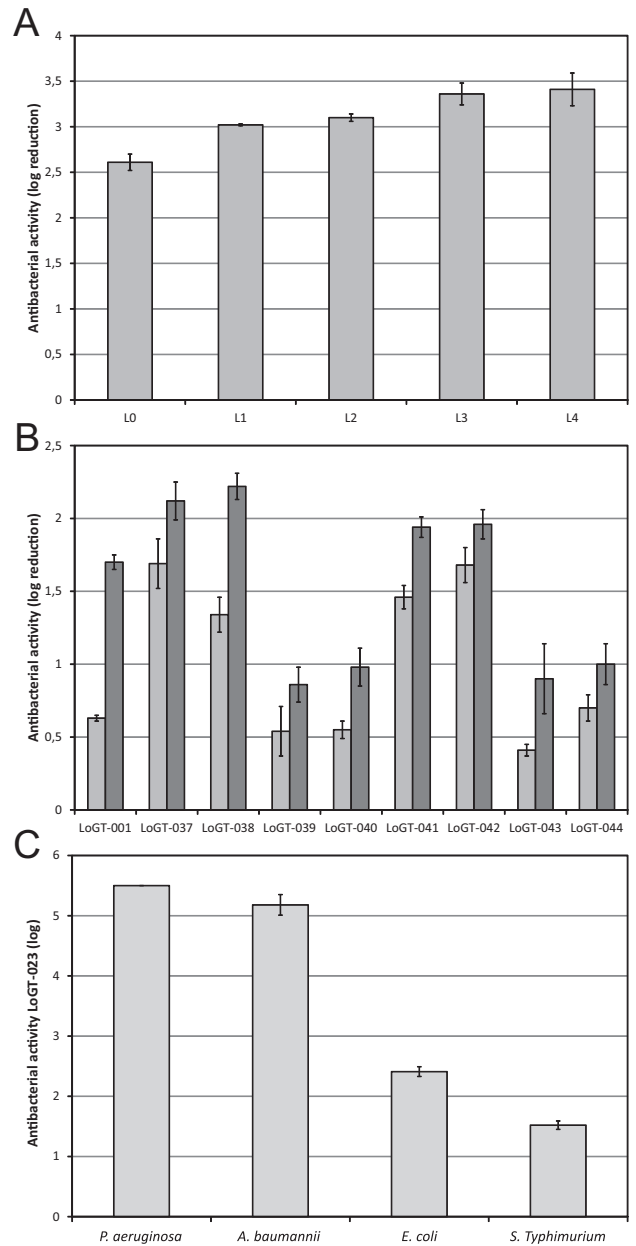 A
Antibacterial activity (log reduction)
4
3,5
3
2,5
2
1,5
1
0,5
0
L0 L1 L2 L3 L4
B
Antibacterial activity (log reduction)
2,5
2
1,5
1
0,5
0
LoGT-001 LoGT-037 LoGT-038 LoGT-039 LoGT-040 LoGT-041 LoGT-042 LoGT-043 LoGT-044
C
Antibacterial activity LoGT-023 (log)
6
5
4
3
2
1
0
P. aeruginosa A. baumannii E. coli S. Typhimurium